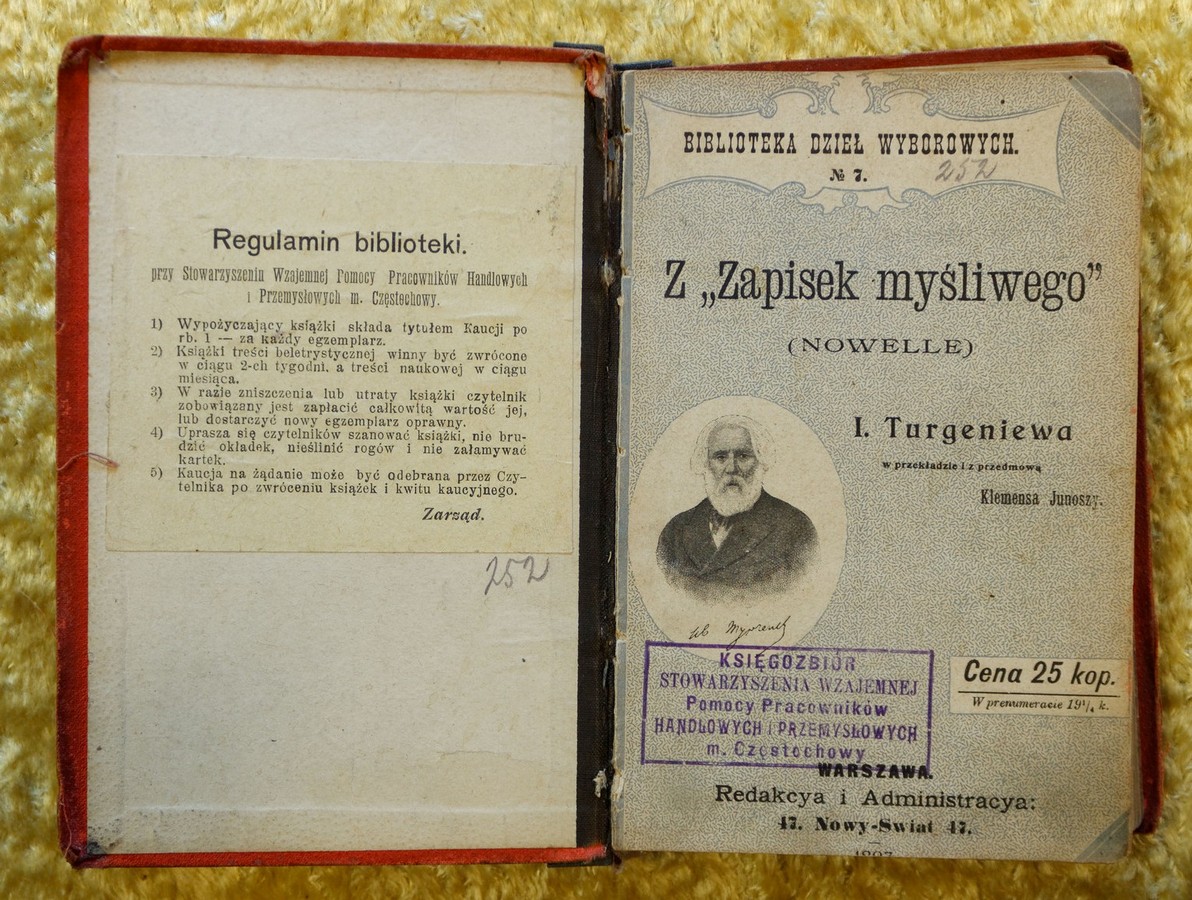 Regulamin biblioteki.
przy Stowarzyszeniu Wzajemnej Pomocy Pracowników Handlowych
i Przemysłowych m. Częstochowy.
1) Wypożyczający książki składa tytułem Kaucji po
rb. 1 — za każdy egzemplarz.
2) Książki treści beletrystycznej winny być zwrócone
w ciągu 2-ch tygodni. a treści naukowej w ciągu
miesiąca.
3) W razie zniszczenia lub utraty książki czytelnik
zobowiązany jest zapłacić całkowitą wartość jej,
lub dostarczyć nowy egzemplarz oprawny.
4) Uprasza się czytelników szanować książki, nie bru-
dzić okładek, nieślinić rogów i nie załamywać
kartek.
5) Kaucja na żądanie może być odebrana przez Czy-
telnika po zwróceniu książek i kwitu kaucyjnego.
Zarząd.
252
BIBLIOTEKA DZIEŁ WYBOROWYCH.
№ 7.
252
Z „Zapisek myśliwego”
(NOWELLE)
I. Turgeniewa
w przekładzie i z przedmową
Klemensa Junoszy.
KSIĘGOZBIÓR
STOWARZYSZENIA WZAJEMNEJ
Pomocy Pracowników
HANDLOWYCH i PRZEMYSŁOWYCH
m. Częstochowy
Cena 25 kop.
W prenumeracie 19¹/₄ k.
WARSZAWA.
Redakcya i Administracya:
47. Nowy-Świat 47.